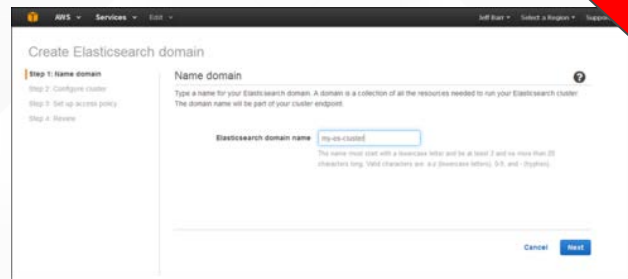 AWS Services Edit Jeff Barr Select a Region Support
Create Elasticsearch domain
Step 1: Name domain
Step 2: Configure cluster
Step 3: Set up access policy
Step 4: Review
Name domain
Type a name for your Elasticsearch domain. A domain is a collection of all the resources needed to run your Elasticsearch cluster.
The domain name will be part of your cluster endpoint.
Elasticsearch domain name
The name must start with a lowercase letter and be at least 3 and no more than 28
characters long. Valid characters are a-z (lowercase letters), 0-9, and - (hyphen).
Cancel Next